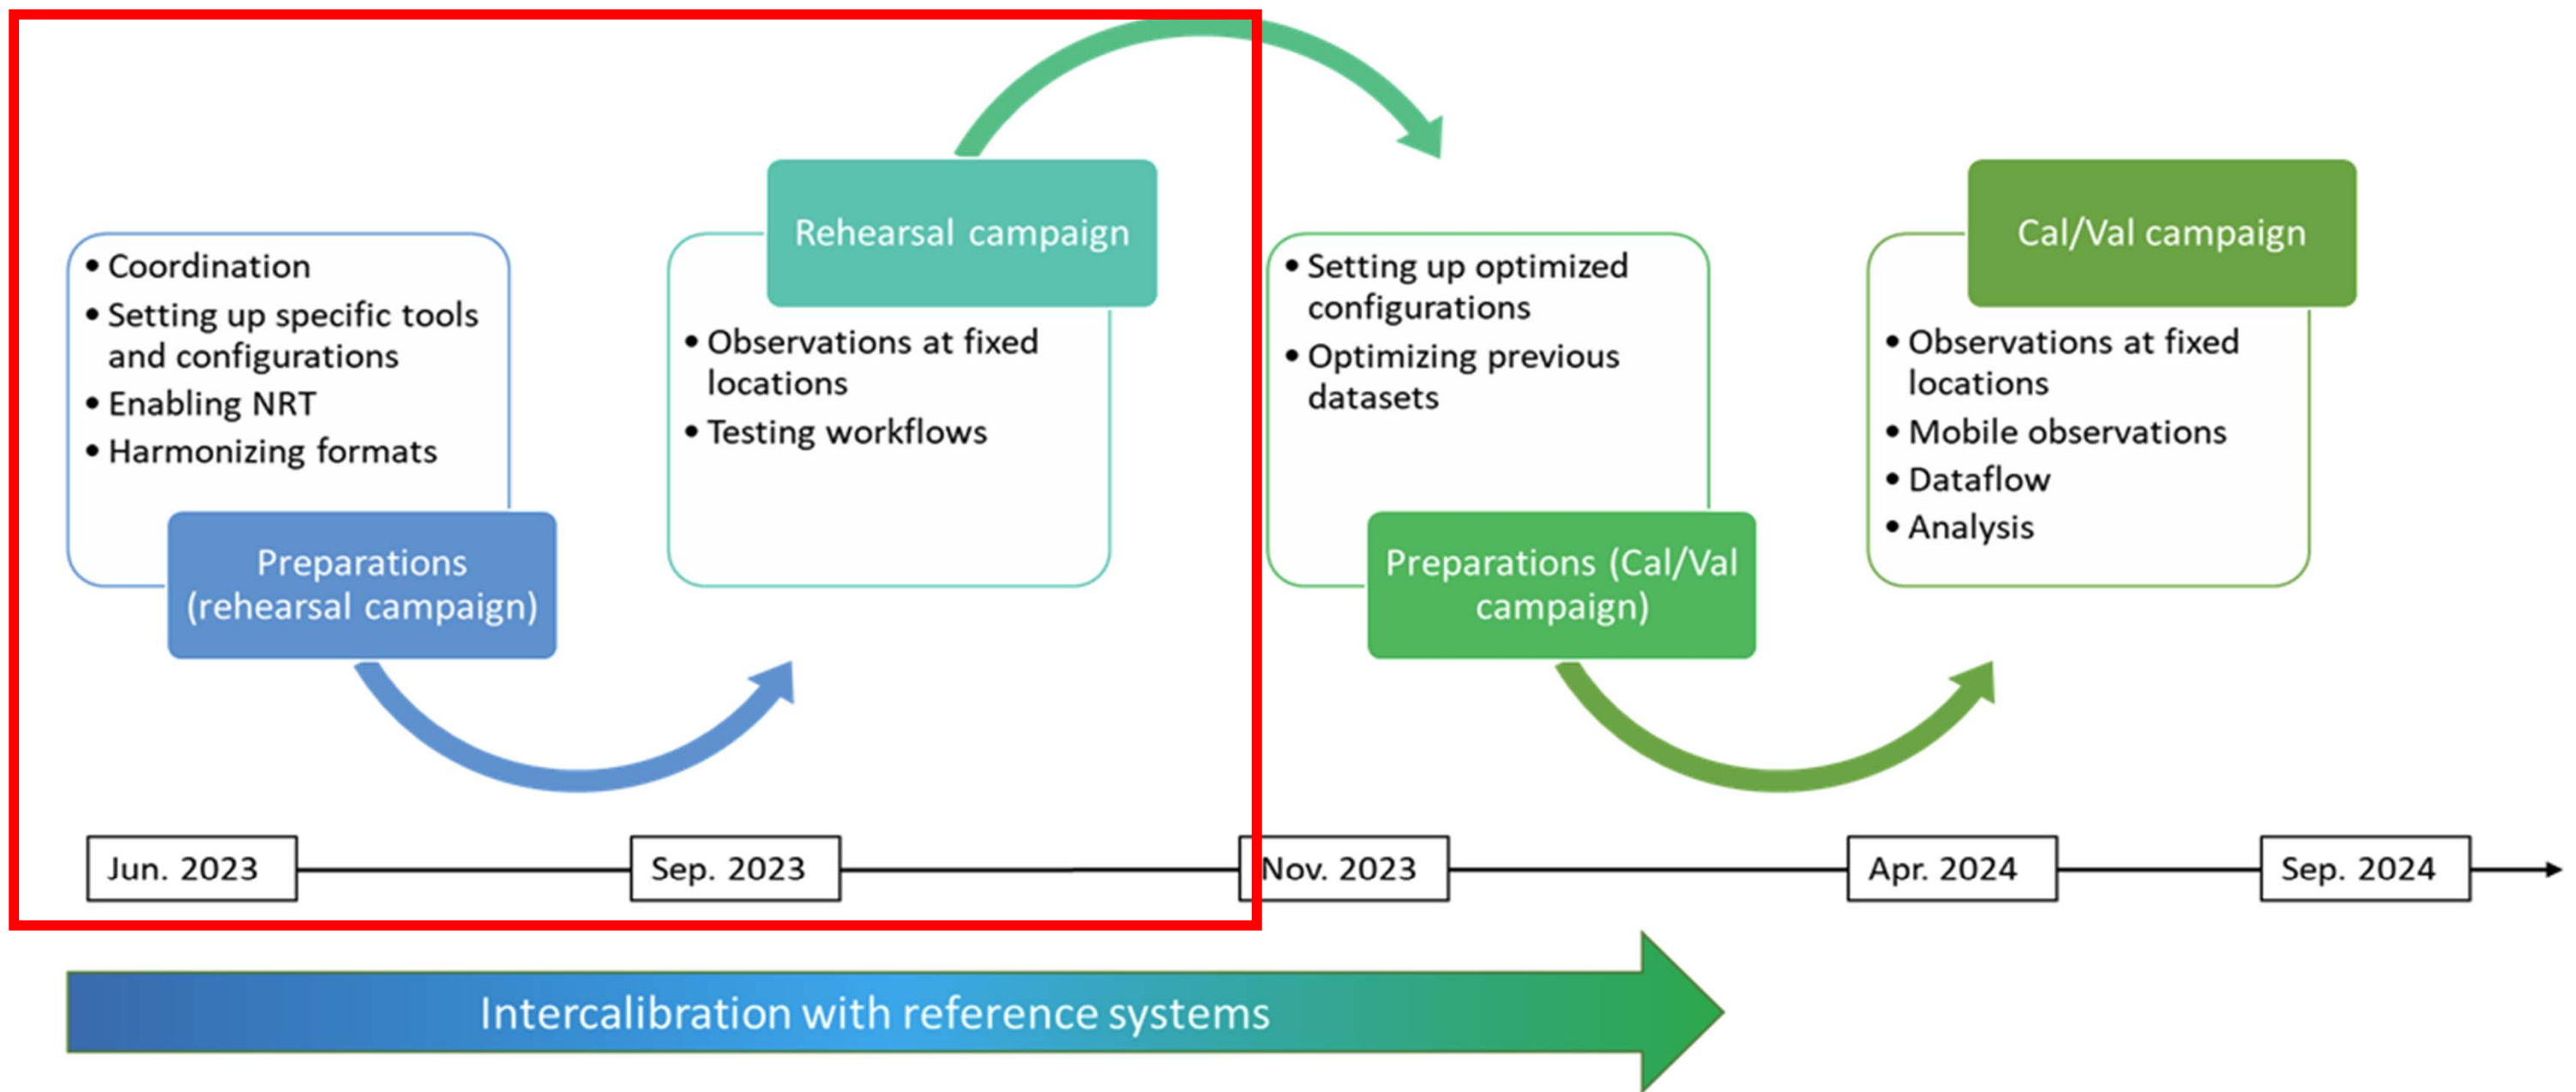 • Coordination
• Setting up specific tools
and configurations
• Enabling NRT
• Harmonizing formats
Preparations
(rehearsal campaign)
Rehearsal campaign
• Observations at fixed
locations
• Testing workflows
• Setting up optimized
configurations
• Optimizing previous
datasets
Preparations (Cal/Val
campaign)
Cal/Val campaign
• Observations at fixed
locations
• Mobile observations
• Dataflow
• Analysis
Jun. 2023
Sep. 2023
Nov. 2023
Apr. 2024
Sep. 2024
Intercalibration with reference systems